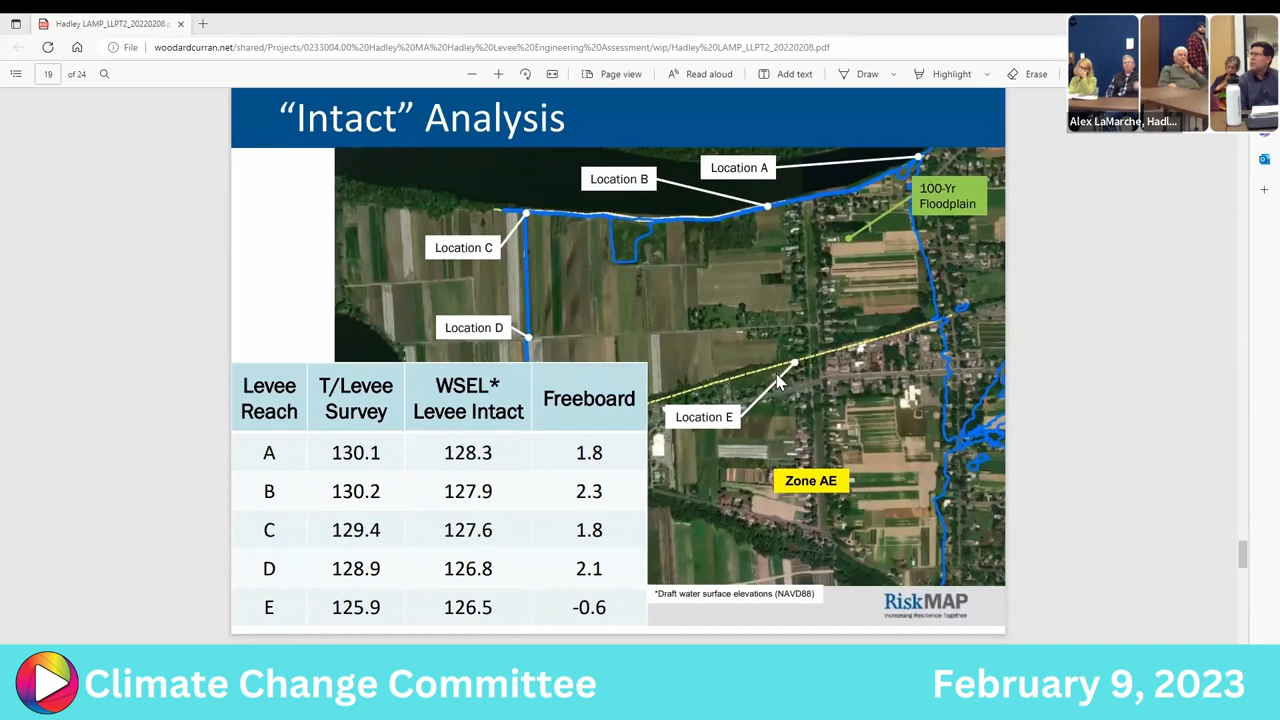 Hadley LAMP_LLPT2_20220208.p
File
woodardcurran.net/shared/Projects/0233004.00%20Hadley%20MA%20Hadley%20Levee%20Engineering%20Assessment/wip/Hadley%20LAMP_LLPT2_20220208.pdf
19 of 24
Page view
Read aloud
Add text
Draw
Highlight
Erase
Alex LaMarche, Hadl...
“Intact” Analysis
Location A
Location B
100-Yr
Floodplain
Location C
Location D
Location E
Zone AE
Levee Reach T/Levee Survey WSEL* Levee Intact Freeboard
A 130.1 128.3 1.8
B 130.2 127.9 2.3
C 129.4 127.6 1.8
D 128.9 126.8 2.1
E 125.9 126.5 -0.6
*Draft water surface elevations (NAVD88)
RiskMAP
Increasing Resilience Together
Climate Change Committee
February 9, 2023